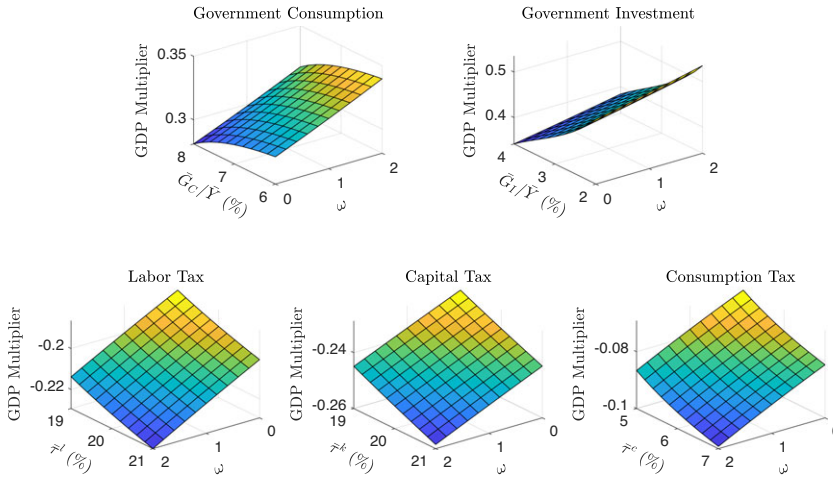 Government Consumption
GDP Multiplier
0.35
0.3
8
7
6
0
1
2
Ḡ_C/Ȳ (%)
ω
Government Investment
GDP Multiplier
0.5
0.4
4
3
2
0
1
2
Ḡ_I/Ȳ (%)
ω
Labor Tax
GDP Multiplier
-0.2
-0.22
19
20
21
2
1
0
τ̄^l (%)
ω
Capital Tax
GDP Multiplier
-0.24
-0.26
19
20
21
2
1
0
τ̄^k (%)
ω
Consumption Tax
GDP Multiplier
-0.08
-0.1
5
6
7
2
1
τ̄^c (%)
ω